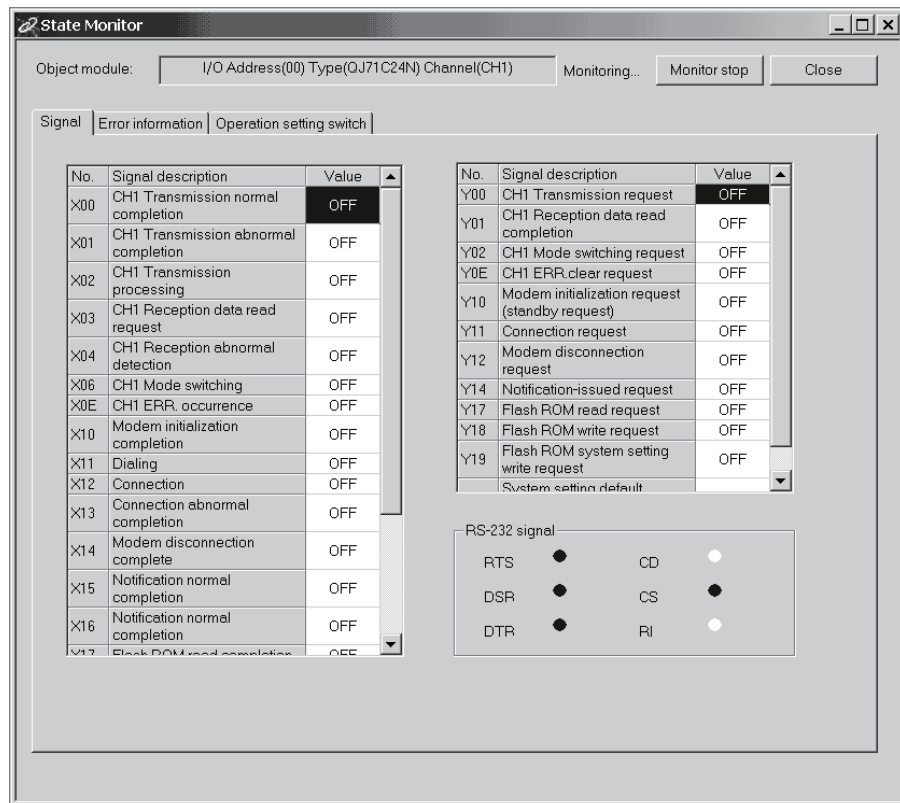 State Monitor
Object module:
I/O Address(00) Type(QJ71C24N) Channel(CH1)
Monitoring...
Monitor stop
Close
Signal
Error information
Operation setting switch
No. Signal description Value
X00 CH1 Transmission normal completion OFF
X01 CH1 Transmission abnormal completion OFF
X02 CH1 Transmission processing OFF
X03 CH1 Reception data read request OFF
X04 CH1 Reception abnormal detection OFF
X06 CH1 Mode switching OFF
X0E CH1 ERR. occurrence OFF
X10 Modem initialization completion OFF
X11 Dialing OFF
X12 Connection OFF
X13 Connection abnormal completion OFF
X14 Modem disconnection complete OFF
X15 Notification normal completion OFF
X16 Notification normal completion OFF
X17 Flash ROM read completion OFF
No. Signal description Value
Y00 CH1 Transmission request OFF
Y01 CH1 Reception data read completion OFF
Y02 CH1 Mode switching request OFF
Y0E CH1 ERR.clear request OFF
Y10 Modem initialization request (standby request) OFF
Y11 Connection request OFF
Y12 Modem disconnection request OFF
Y14 Notification-issued request OFF
Y17 Flash ROM read request OFF
Y18 Flash ROM write request OFF
Y19 Flash ROM system setting write request OFF
System setting default
RS-232 signal
RTS CD
DSR CS
DTR RI